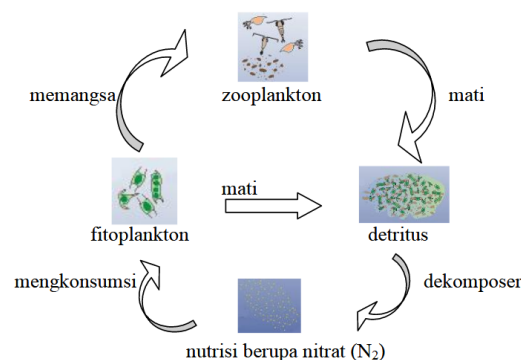 memangsa
zooplankton
mati
fitoplankton
mati
detritus
mengkonsumsi
dekomposer
nutrisi berupa nitrat (N₂)